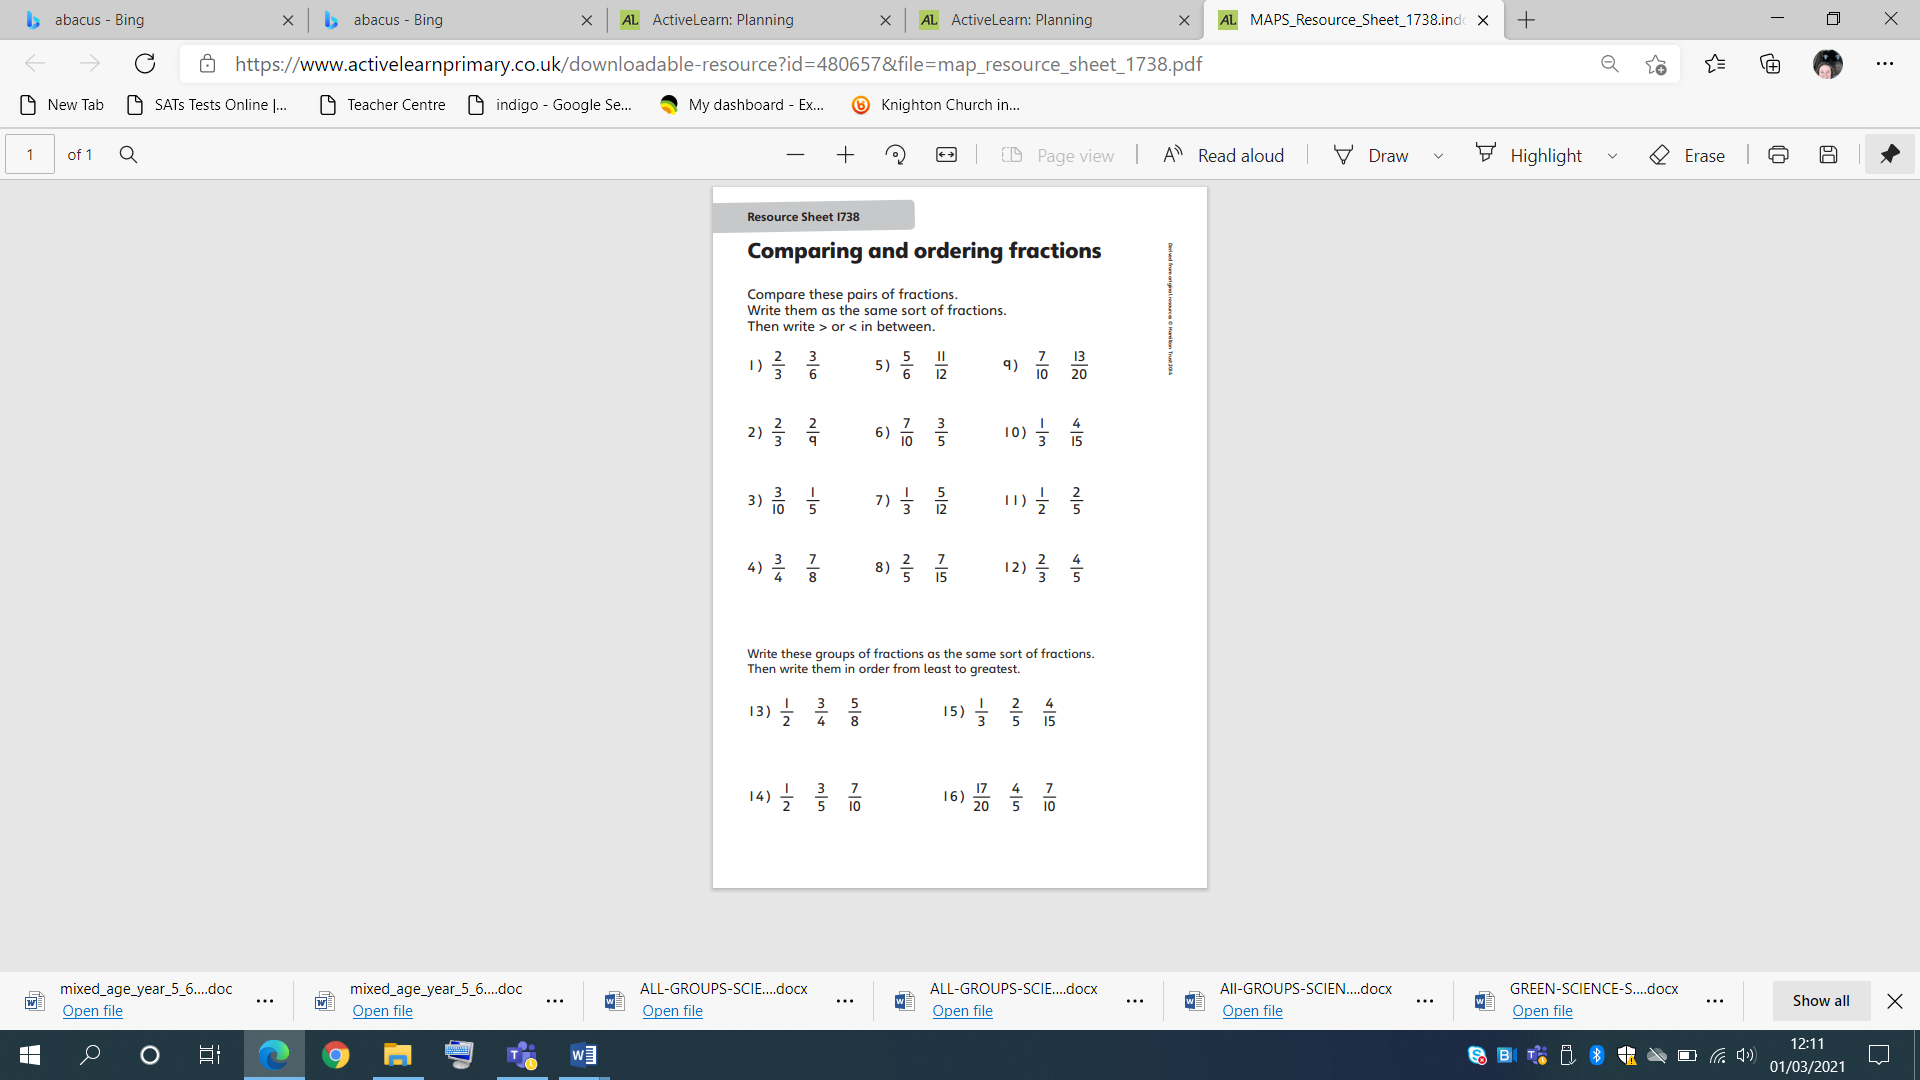 abacus - Bing
abacus - Bing
ActiveLearn: Planning
ActiveLearn: Planning
MAPS_Resource_Sheet_1738.ind
https://www.activelearnprimary.co.uk/downloadable-resource?id=480657&file=map_resource_sheet_1738.pdf
New Tab
SATs Tests Online |...
Teacher Centre
indigo - Google Se...
My dashboard - Ex...
Knighton Church in...
1 of 1
Page view
Read aloud
Draw
Highlight
Erase
Resource Sheet 1738
Comparing and ordering fractions
Compare these pairs of fractions.
Write them as the same sort of fractions.
Then write > or < in between.
1) 2/3 3/6 5) 5/6 11/12 9) 7/10 13/20
2) 2/3 2/9 6) 7/10 3/5 10) 1/3 4/15
3) 3/10 1/5 7) 1/3 5/12 11) 1/2 2/5
4) 3/4 7/8 8) 2/5 7/15 12) 2/3 4/5
Write these groups of fractions as the same sort of fractions.
Then write them in order from least to greatest.
13) 1/2 3/4 5/8 15) 1/3 2/5 4/15
14) 1/2 3/5 7/10 16) 17/20 4/5 7/10
Derived from original resources © Hamilton Trust 2014
mixed_age_year_5_6....doc
Open file
mixed_age_year_5_6....doc
Open file
ALL-GROUPS-SCIE....docx
Open file
ALL-GROUPS-SCIE....docx
Open file
All-GROUPS-SCIEN....docx
Open file
GREEN-SCIENCE-S....docx
Open file
Show all
12:11
01/03/2021